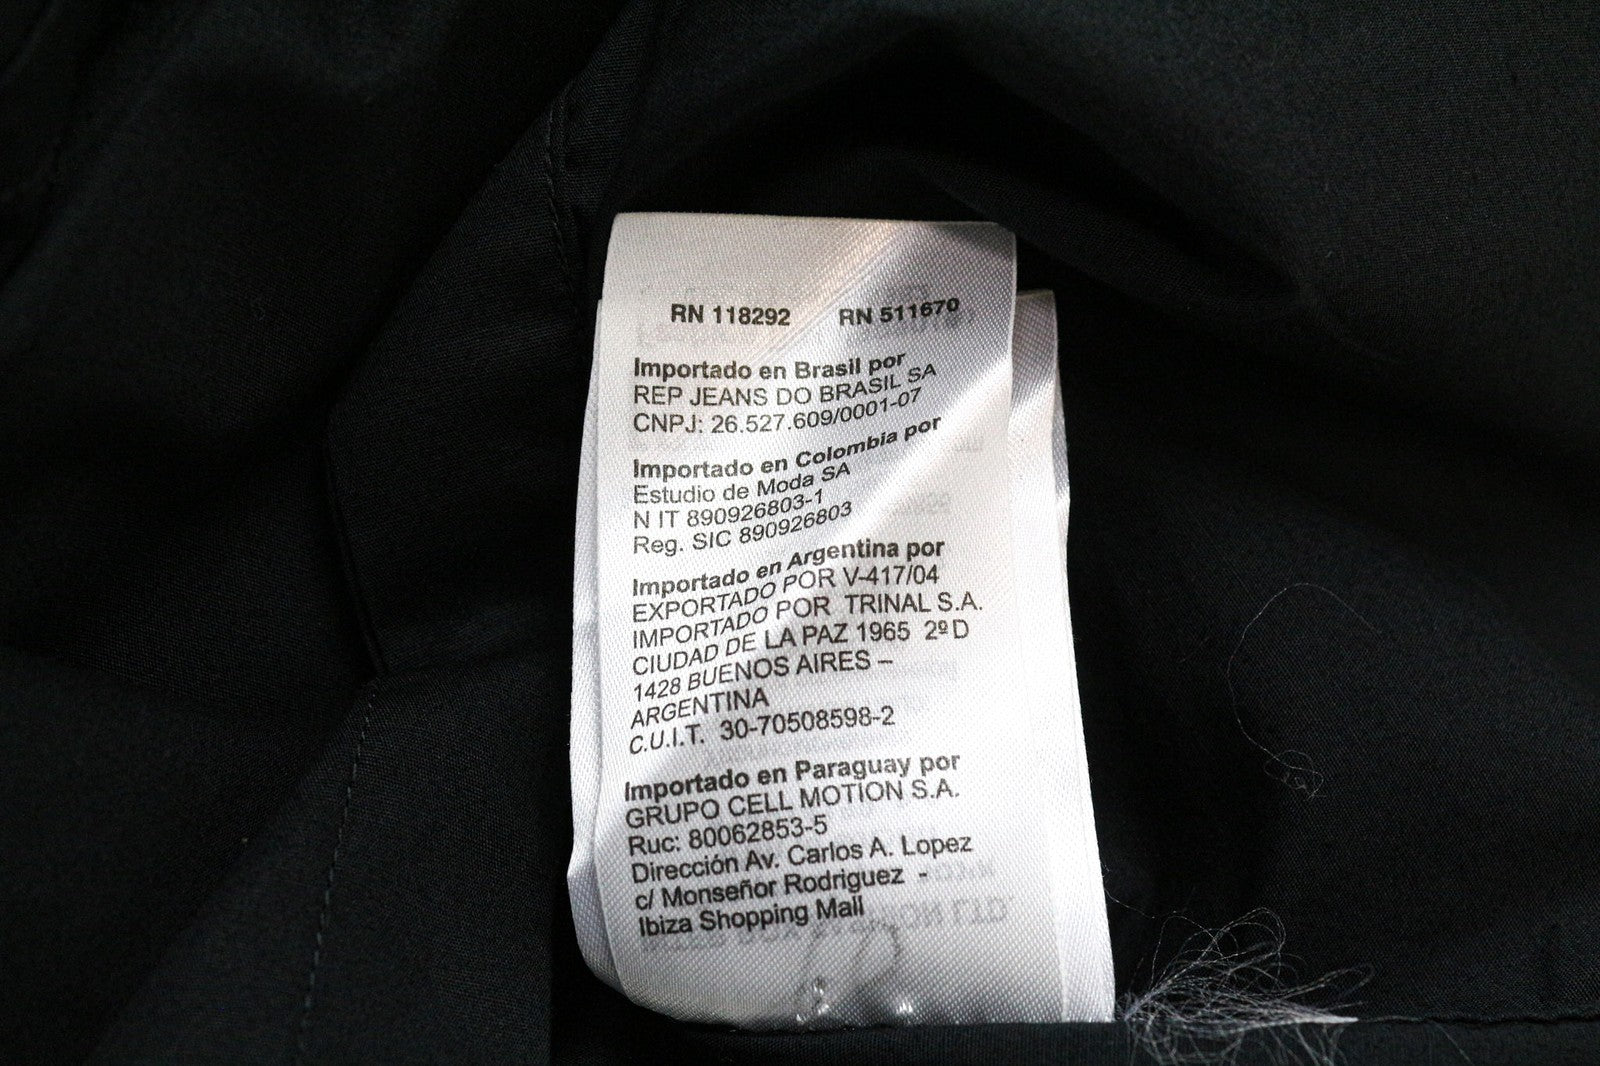 RN 118292 RN 511670
Importado en Brasil por
REP JEANS DO BRASIL SA
CNPJ: 26.527.609/0001-07
Importado en Colombia por
Estudio de Moda SA
N IT 890926803-1
Reg. SIC 890926803
Importado en Argentina por
EXPORTADO POR V-417/04
IMPORTADO POR TRINAL S.A.
CIUDAD DE LA PAZ 1965 2º D
1428 BUENOS AIRES –
ARGENTINA
C.U.I.T. 30-70508598-2
Importado en Paraguay por
GRUPO CELL MOTION S.A.
Ruc: 80062853-5
Dirección Av. Carlos A. Lopez
c/ Monseñor Rodriguez -
Ibiza Shopping Mall